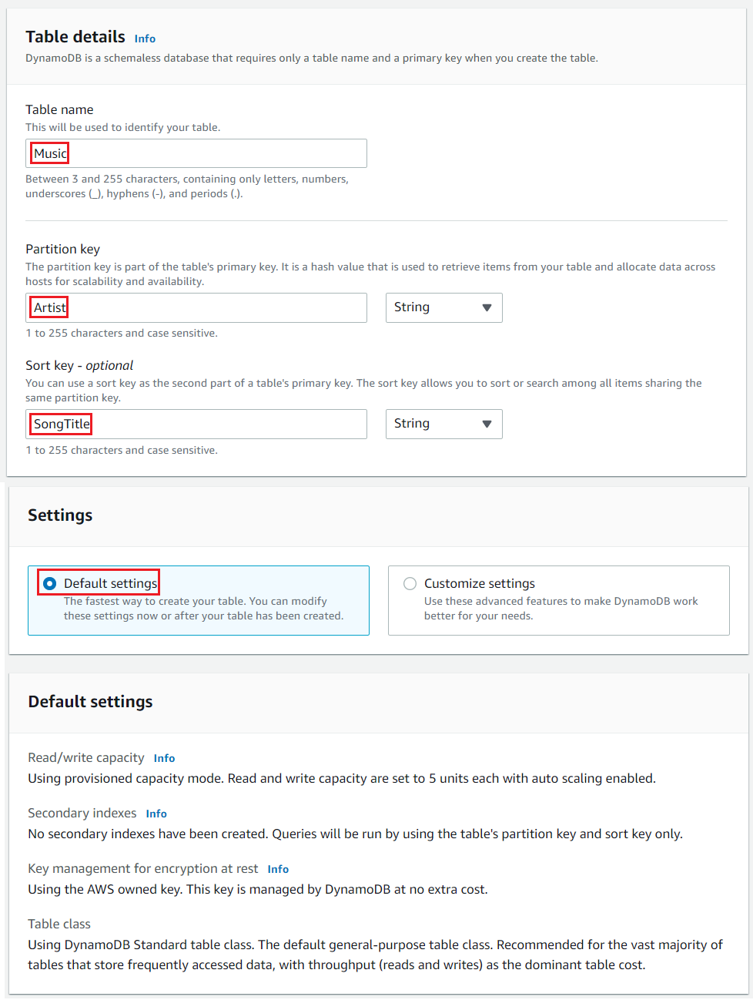 Table details Info
DynamoDB is a schemaless database that requires only a table name and a primary key when you create the table.
Table name
This will be used to identify your table.
Music
Between 3 and 255 characters, containing only letters, numbers,
underscores (_), hyphens (-), and periods (.).
Partition key
The partition key is part of the table's primary key. It is a hash value that is used to retrieve items from your table and allocate data across
hosts for scalability and availability.
Artist String
1 to 255 characters and case sensitive.
Sort key - optional
You can use a sort key as the second part of a table's primary key. The sort key allows you to sort or search among all items sharing the
same partition key.
SongTitle String
1 to 255 characters and case sensitive.
Settings
Default settings
The fastest way to create your table. You can modify
these settings now or after your table has been created.
Customize settings
Use these advanced features to make DynamoDB work
better for your needs.
Default settings
Read/write capacity Info
Using provisioned capacity mode. Read and write capacity are set to 5 units each with auto scaling enabled.
Secondary indexes Info
No secondary indexes have been created. Queries will be run by using the table's partition key and sort key only.
Key management for encryption at rest Info
Using the AWS owned key. This key is managed by DynamoDB at no extra cost.
Table class
Using DynamoDB Standard table class. The default general-purpose table class. Recommended for the vast majority of
tables that store frequently accessed data, with throughput (reads and writes) as the dominant table cost.